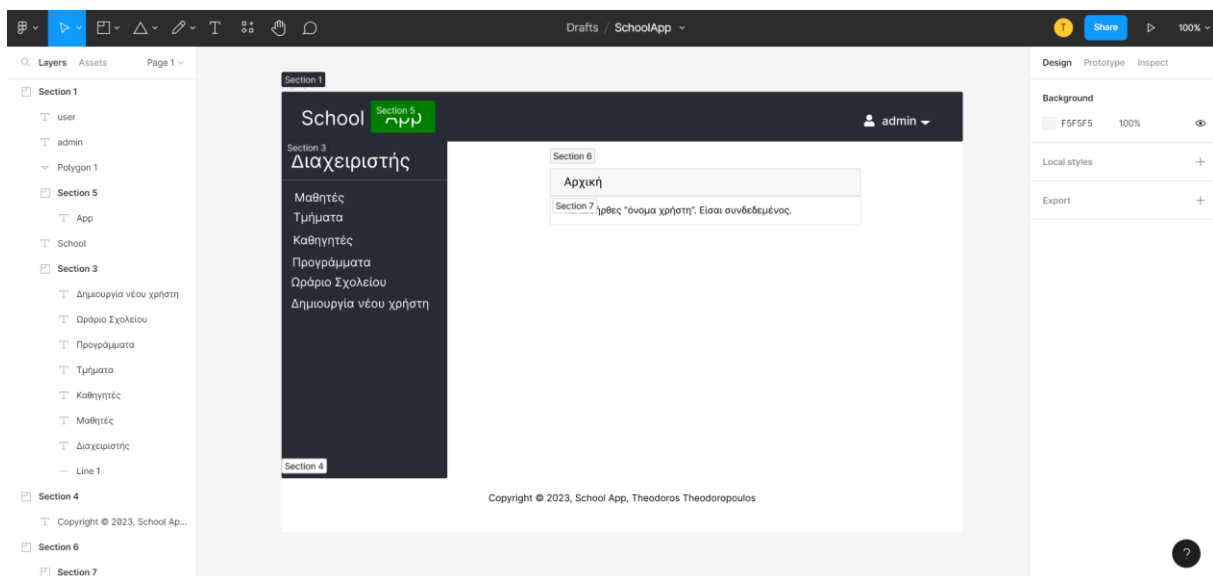 T
Drafts / SchoolApp
T
Share
100%
Layers
Assets
Page 1
Section 1
T user
T admin
Polygon 1
Section 5
T App
T School
Section 3
T Δημιουργία νέου χρήστη
T Ωράριο Σχολείου
T Προγράμματα
T Τμήματα
T Καθηγητές
T Μαθητές
T Διαχειριστής
Line 1
Section 4
T Copyright © 2023, School Ap...
Section 6
Section 7
Section 1
School
Section 5
App
admin
Section 3
Διαχειριστής
Μαθητές
Τμήματα
Καθηγητές
Προγράμματα
Ωράριο Σχολείου
Δημιουργία νέου χρήστη
Section 4
Section 6
Αρχική
Section 7
"όνομα χρήστη". Είσαι συνδεδεμένος.
Copyright © 2023, School App, Theodoros Theodoropoulos
Design
Prototype
Inspect
Background
F5F5F5
100%
Local styles
Export
?